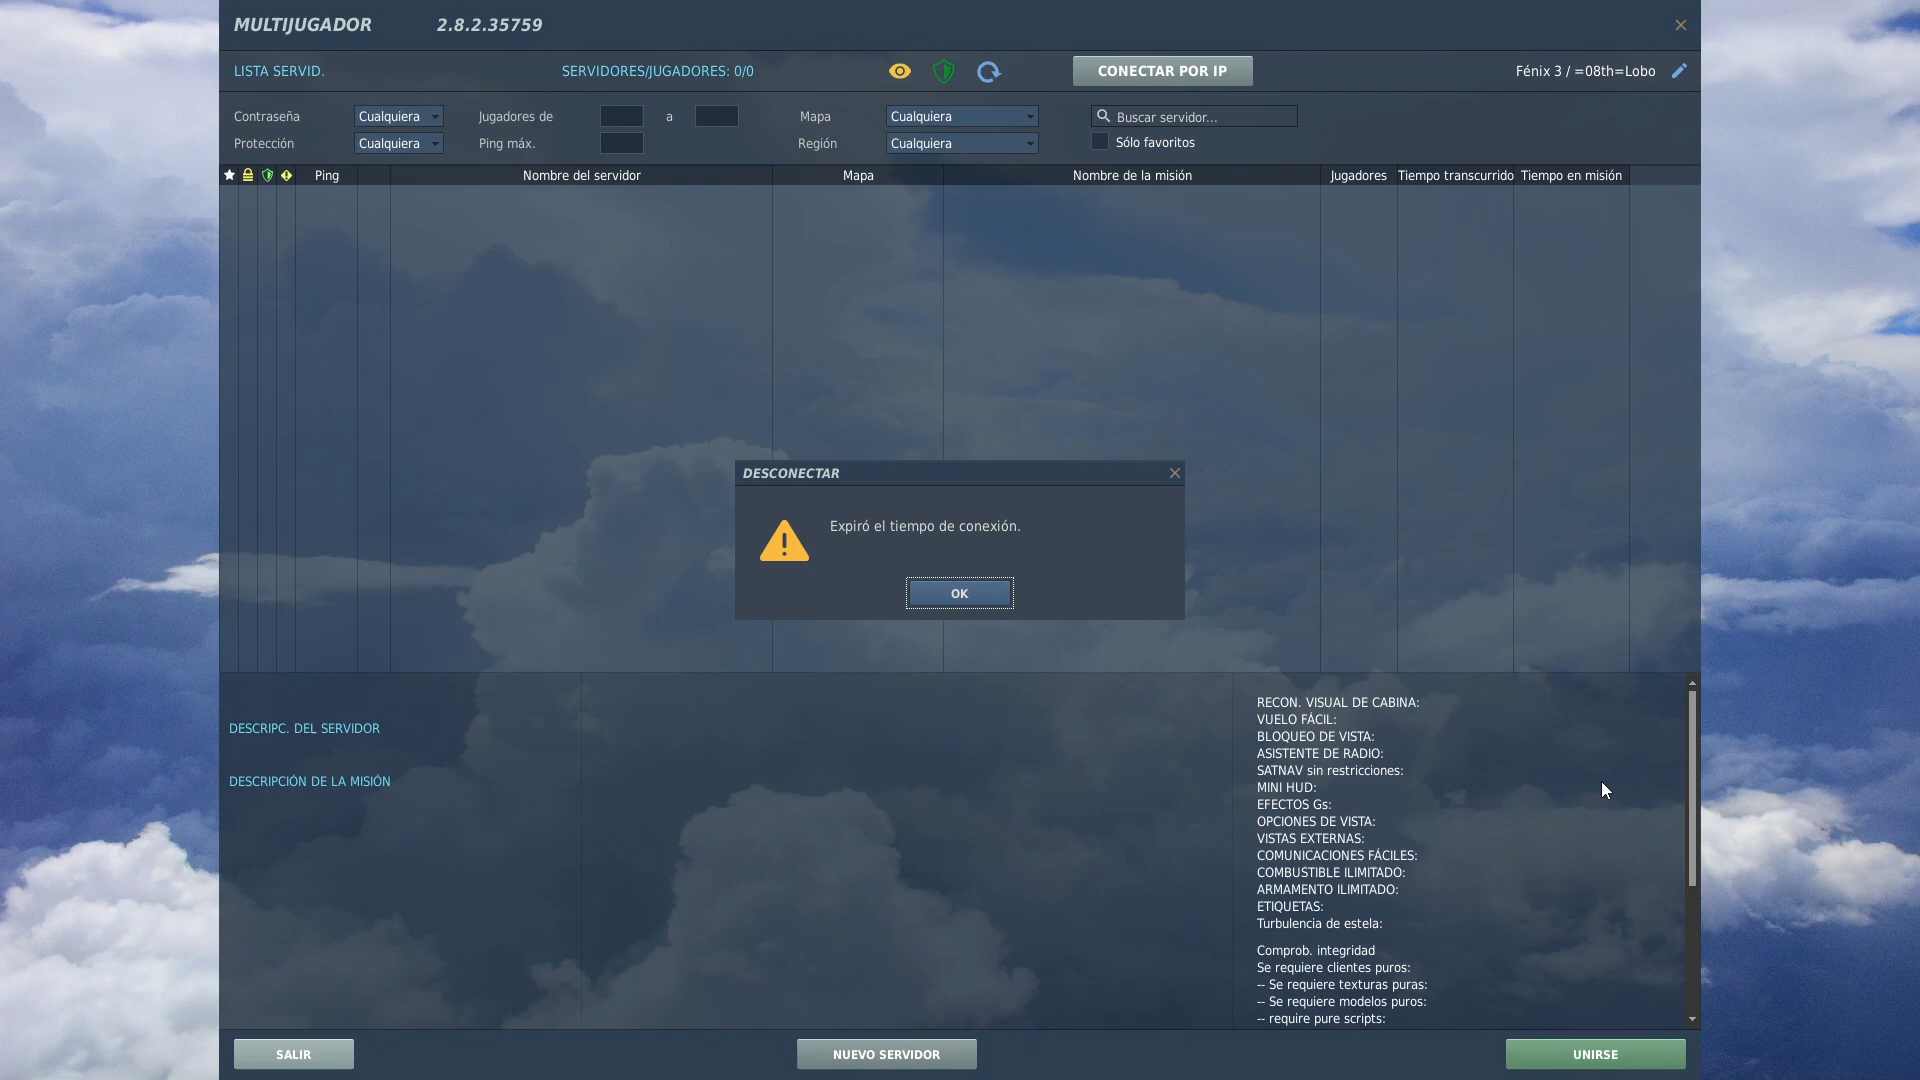 MULTIJUGADOR 2.8.2.35759
LISTA SERVID. SERVIDORES/JUGADORES: 0/0 CONECTAR POR IP Fénix 3 / =08th=Lobo
Contraseña Cualquiera Jugadores de a Mapa Cualquiera Buscar servidor...
Protección Cualquiera Ping máx. Región Cualquiera Sólo favoritos
Ping Nombre del servidor Mapa Nombre de la misión Jugadores Tiempo transcurrido Tiempo en misión
DESCONECTAR
Expiró el tiempo de conexión.
OK
DESCRIPC. DEL SERVIDOR
DESCRIPCIÓN DE LA MISIÓN
RECON. VISUAL DE CABINA:
VUELO FÁCIL:
BLOQUEO DE VISTA:
ASISTENTE DE RADIO:
SATNAV sin restricciones:
MINI HUD:
EFECTOS Gs:
OPCIONES DE VISTA:
VISTAS EXTERNAS:
COMUNICACIONES FÁCILES:
COMBUSTIBLE ILIMITADO:
ARMAMENTO ILIMITADO:
ETIQUETAS:
Turbulencia de estela:
Comprob. integridad
Se requiere clientes puros:
-- Se requiere texturas puras:
-- Se requiere modelos puros:
-- require pure scripts:
SALIR NUEVO SERVIDOR UNIRSE